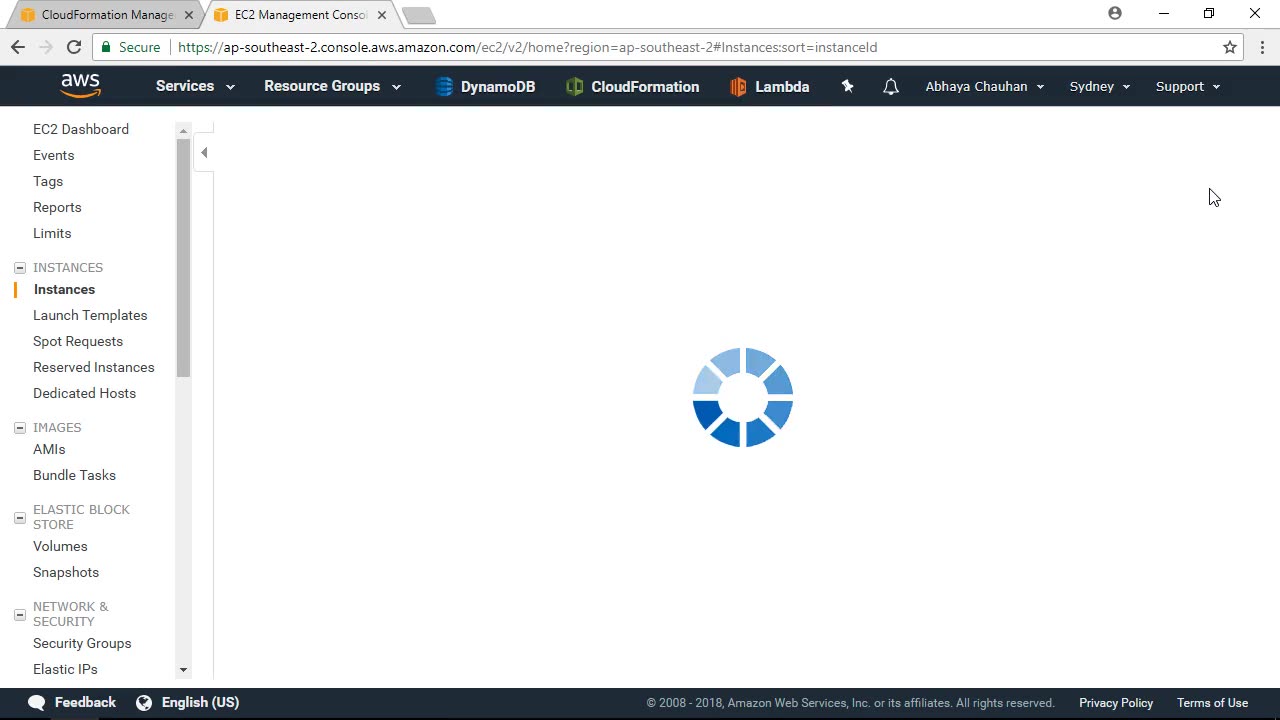 CloudFormation Manage
EC2 Management Conso
Secure
https://ap-southeast-2.console.aws.amazon.com/ec2/v2/home?region=ap-southeast-2#Instances:sort=instanceId
aws
Services
Resource Groups
DynamoDB
CloudFormation
Lambda
Abhaya Chauhan
Sydney
Support
EC2 Dashboard
Events
Tags
Reports
Limits
INSTANCES
Instances
Launch Templates
Spot Requests
Reserved Instances
Dedicated Hosts
IMAGES
AMIs
Bundle Tasks
ELASTIC BLOCK
STORE
Volumes
Snapshots
NETWORK &
SECURITY
Security Groups
Elastic IPs
Feedback
English (US)
© 2008 - 2018, Amazon Web Services, Inc. or its affiliates. All rights reserved.
Privacy Policy
Terms of Use